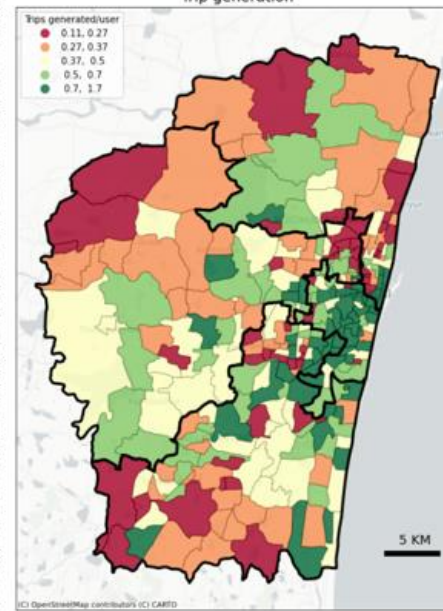 Trip generation
Trips generated/user
0.11, 0.27
0.27, 0.37
0.37, 0.5
0.5, 0.7
0.7, 1.7
5 KM
(C) OpenStreetMap contributors (C) CARTO